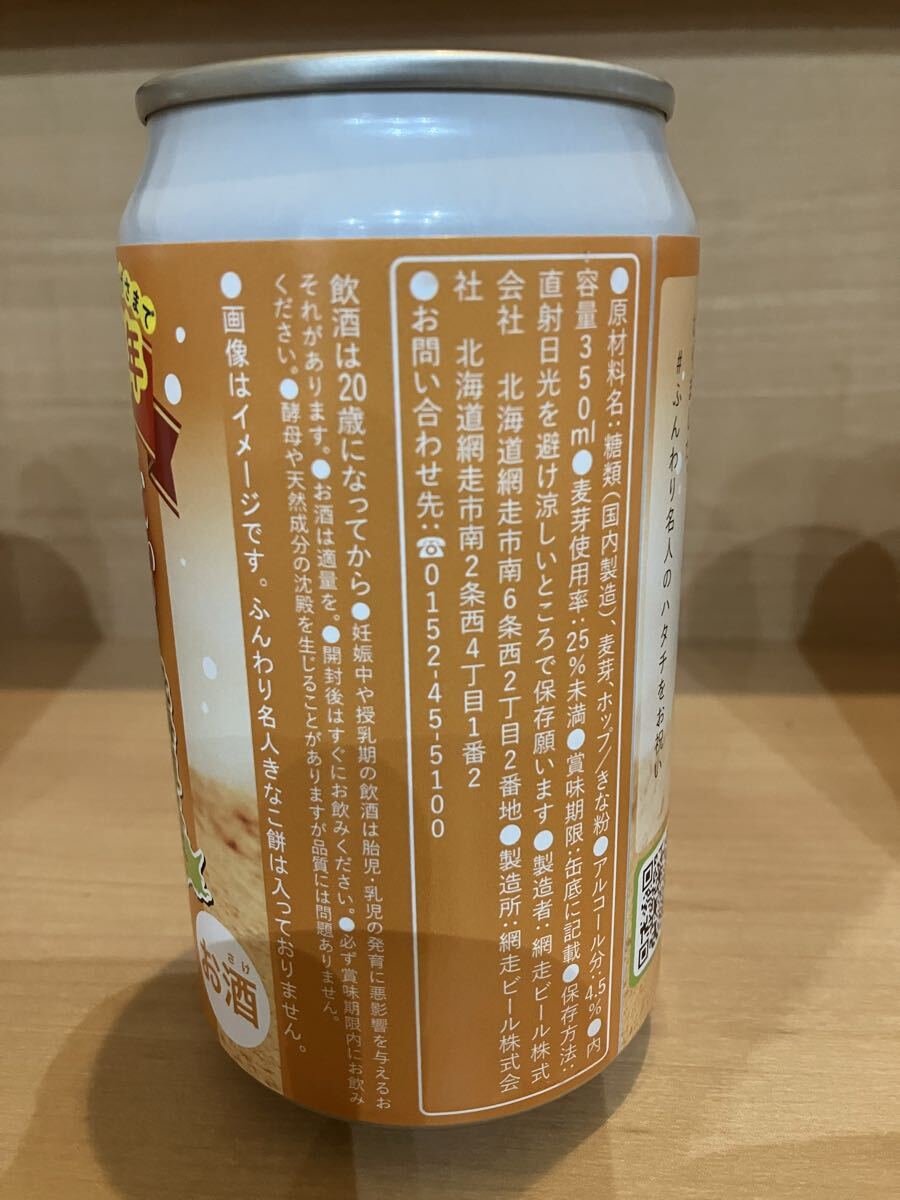 #ふんわり名人のハタチをお祝い
●原材料名:糖類(国内製造)、麦芽、ホップ/きな粉●アルコール分:4.5%●内
容量350ml●麦芽使用率:25%未満●賞味期限:缶底に記載●保存方法:
直射日光を避け涼しいところで保存願います●製造者:網走ビール株式
会社 北海道網走市南6条西2丁目2番地●製造所:網走ビール株式会
社 北海道網走市南2条西4丁目1番2
●お問い合わせ先:☎0152-45-5100
飲酒は20歳になってから●妊娠中や授乳期の飲酒は胎児・乳児の発育に悪影響を与えるお
それがあります。●お酒は適量を。●開封後はすぐにお飲みください。●必ず賞味期限内にお飲み
ください。●酵母や天然成分の沈殿を生じることがありますが品質には問題ありません。
●画像はイメージです。ふんわり名人きなこ餅は入っておりません。
さまで
お酒
さけ